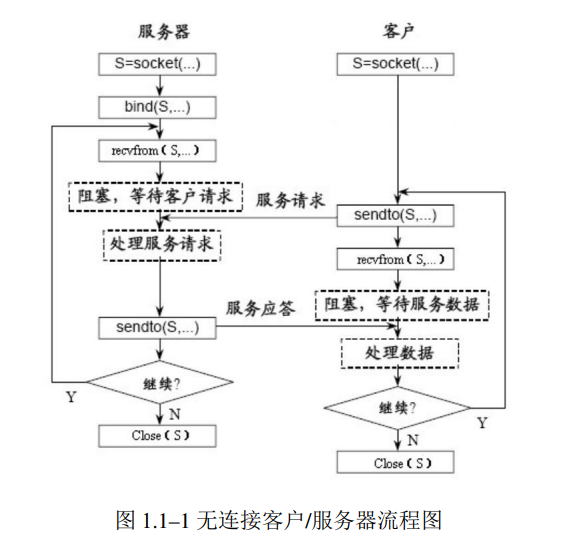 服务器
客户
S=socket(...)
S=socket(...)
bind(S,...)
recvfrom(S,...)
阻塞，等待客户请求
服务请求
sendto(S,...)
处理服务请求
recvfrom(S,...)
阻塞，等待服务数据
服务应答
sendto(S,...)
处理数据
继续?
Y
N
继续?
Y
N
Close(S)
Close(S)
图 1.1–1 无连接客户/服务器流程图